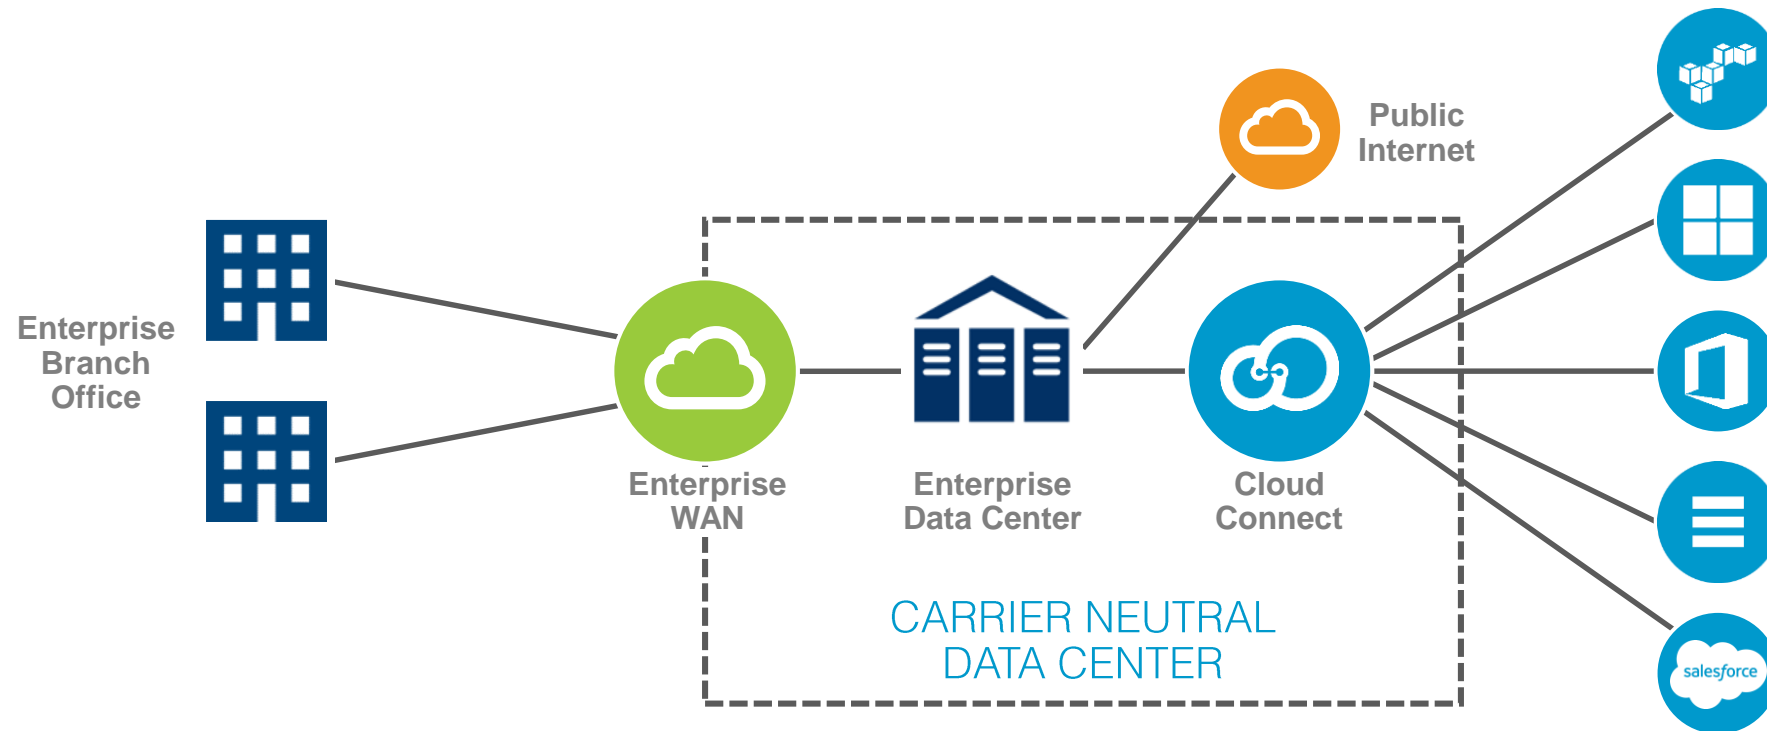 Public
Internet
Enterprise
Branch
Office
Enterprise
WAN
Enterprise
Data Center
Cloud
Connect
CARRIER NEUTRAL
DATA CENTER
salesforce